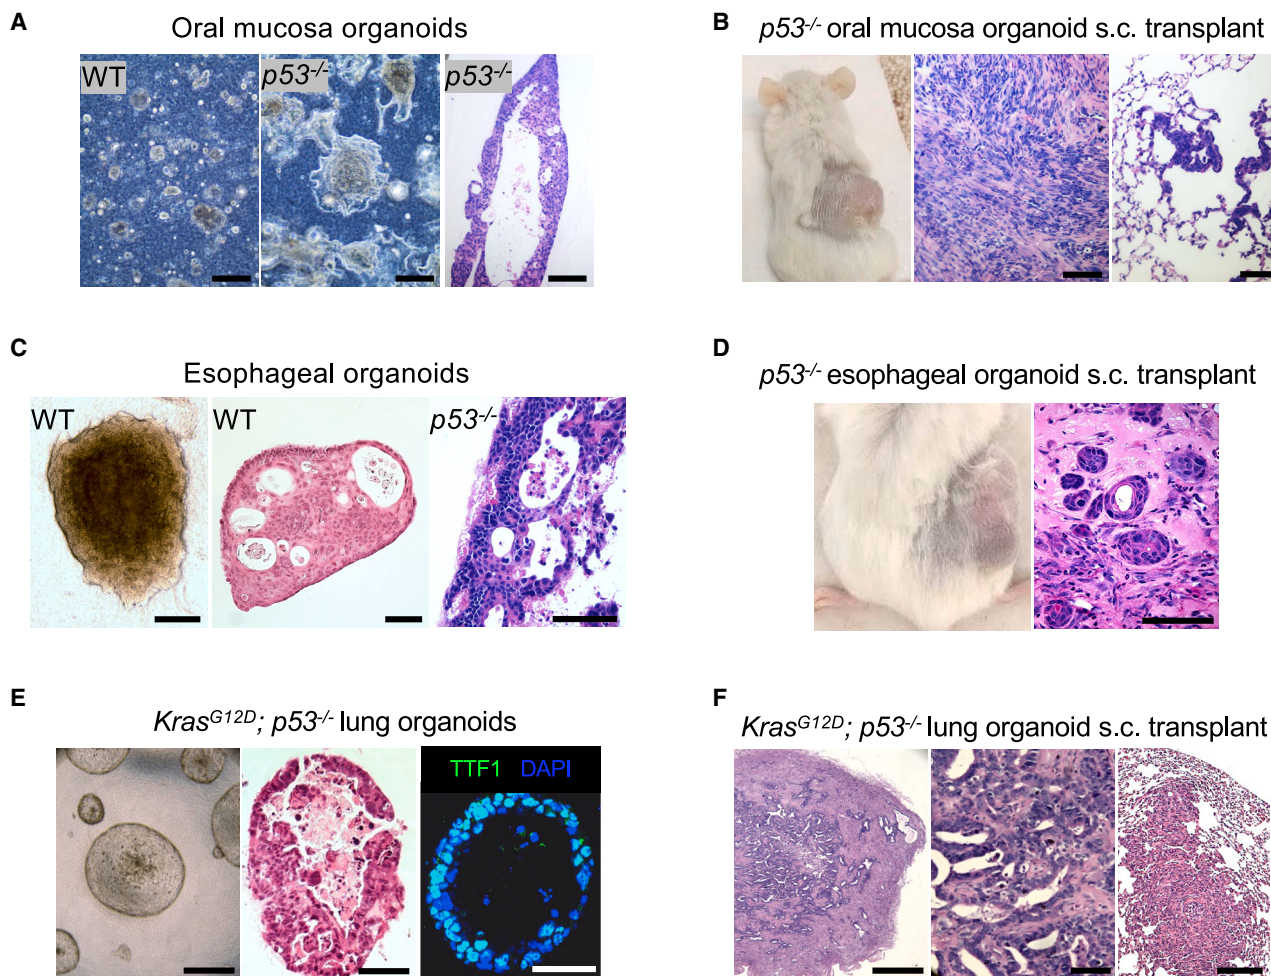 A
Oral mucosa organoids
WT
p53-/-
p53-/-
B
p53-/- oral mucosa organoid s.c. transplant
C
Esophageal organoids
WT
WT
p53-/-
D
p53-/- esophageal organoid s.c. transplant
E
KrasG12D; p53-/- lung organoids
TTF1 DAPI
F
KrasG12D; p53-/- lung organoid s.c. transplant